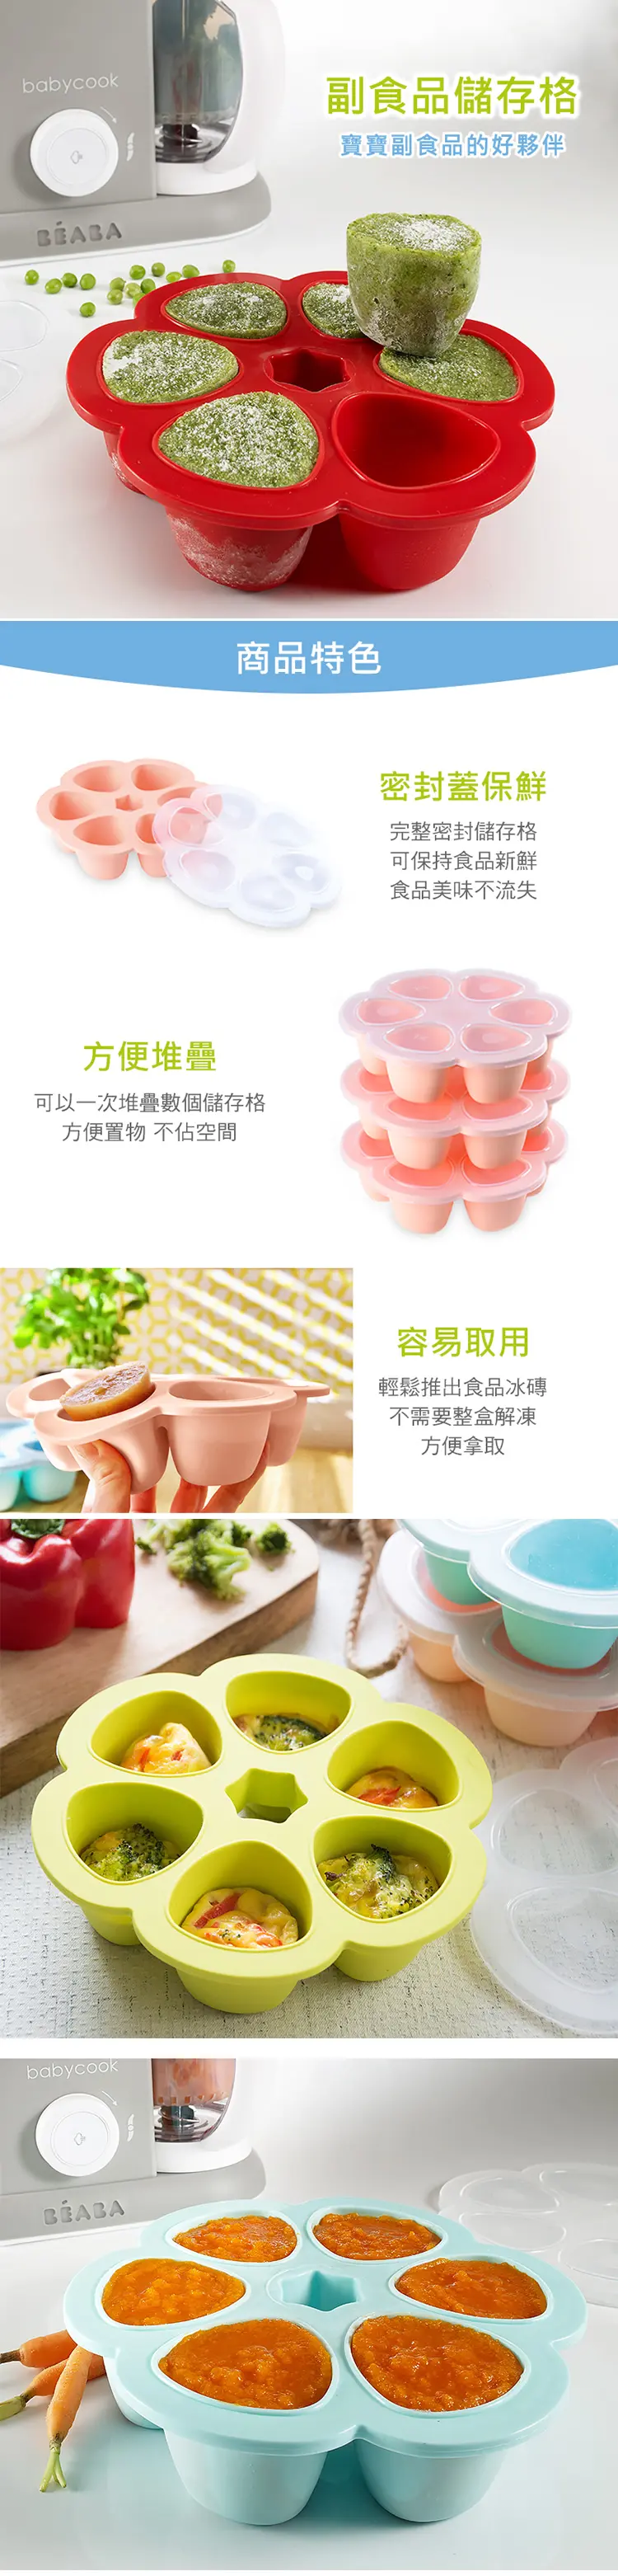 babycook
BÉABA
副食品儲存格
寶寶副食品的好夥伴
商品特色
密封蓋保鮮
完整密封儲存格
可保持食品新鮮
食品美味不流失
方便堆疊
可以一次堆疊數個儲存格
方便置物 不佔空間
容易取用
輕鬆推出食品冰磚
不需要整盒解凍
方便拿取
babycook
BÉABA